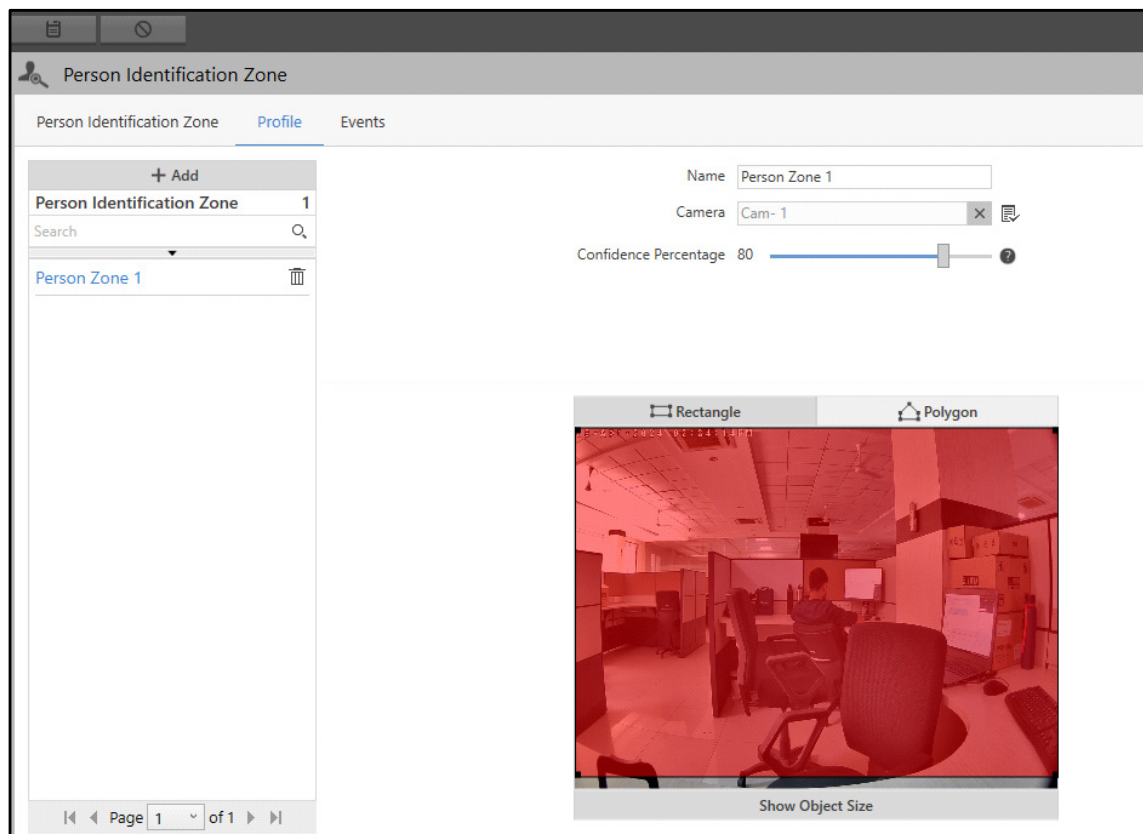 Person Identification Zone
Person Identification Zone Profile Events
+ Add
Person Identification Zone 1
Search
Person Zone 1
Page 1 of 1
Name Person Zone 1
Camera Cam- 1
Confidence Percentage 80
?
Rectangle Polygon
Show Object Size